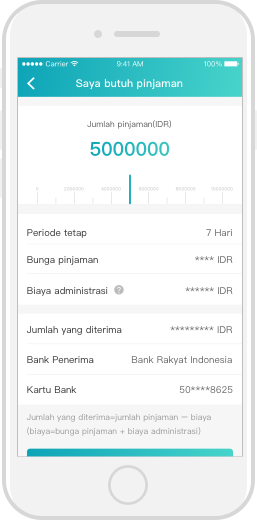 Carrier 9:41 AM 100%
Saya butuh pinjaman
Jumlah pinjaman(IDR)
5000000
0 2000000 4000000 6000000 8000000 10000000
Periode tetap 7 Hari
Bunga pinjaman **** IDR
Biaya administrasi ? ****** IDR
Jumlah yang diterima ********* IDR
Bank Penerima Bank Rakyat Indonesia
Kartu Bank 50****8625
Jumlah yang diterima=jumlah pinjaman — biaya
(biaya=bunga pinjaman + biaya administrasi)